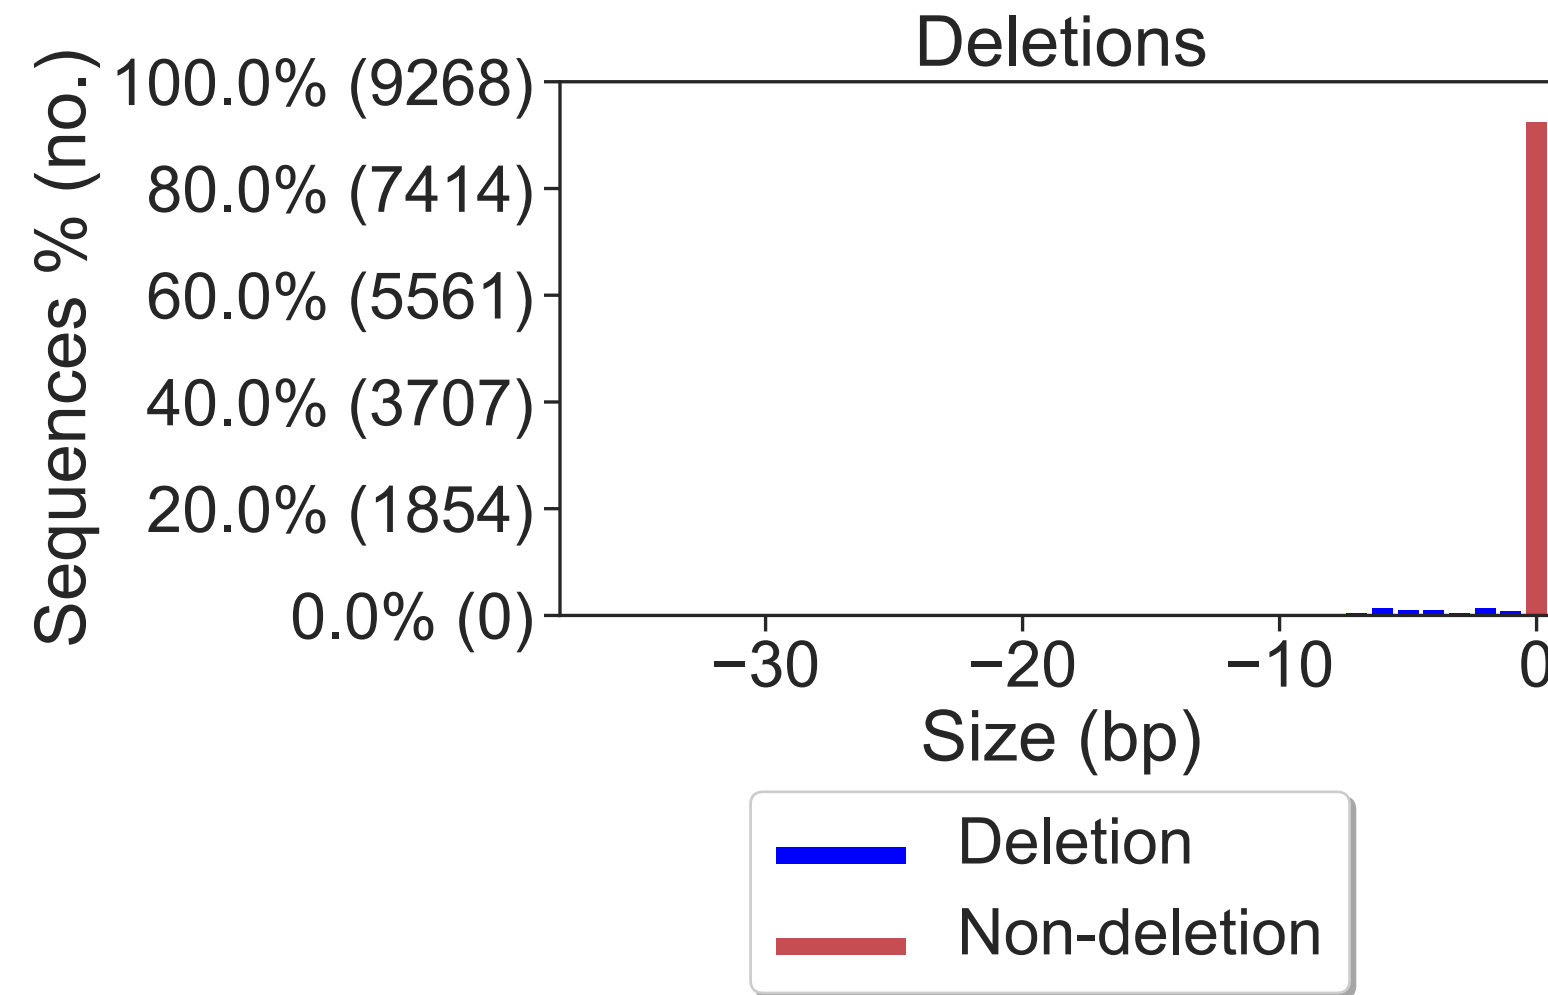 Deletions
Sequences % (no.)
100.0% (9268)
80.0% (7414)
60.0% (5561)
40.0% (3707)
20.0% (1854)
0.0% (0)
−30 −20 −10 0
Size (bp)
Deletion
Non-deletion